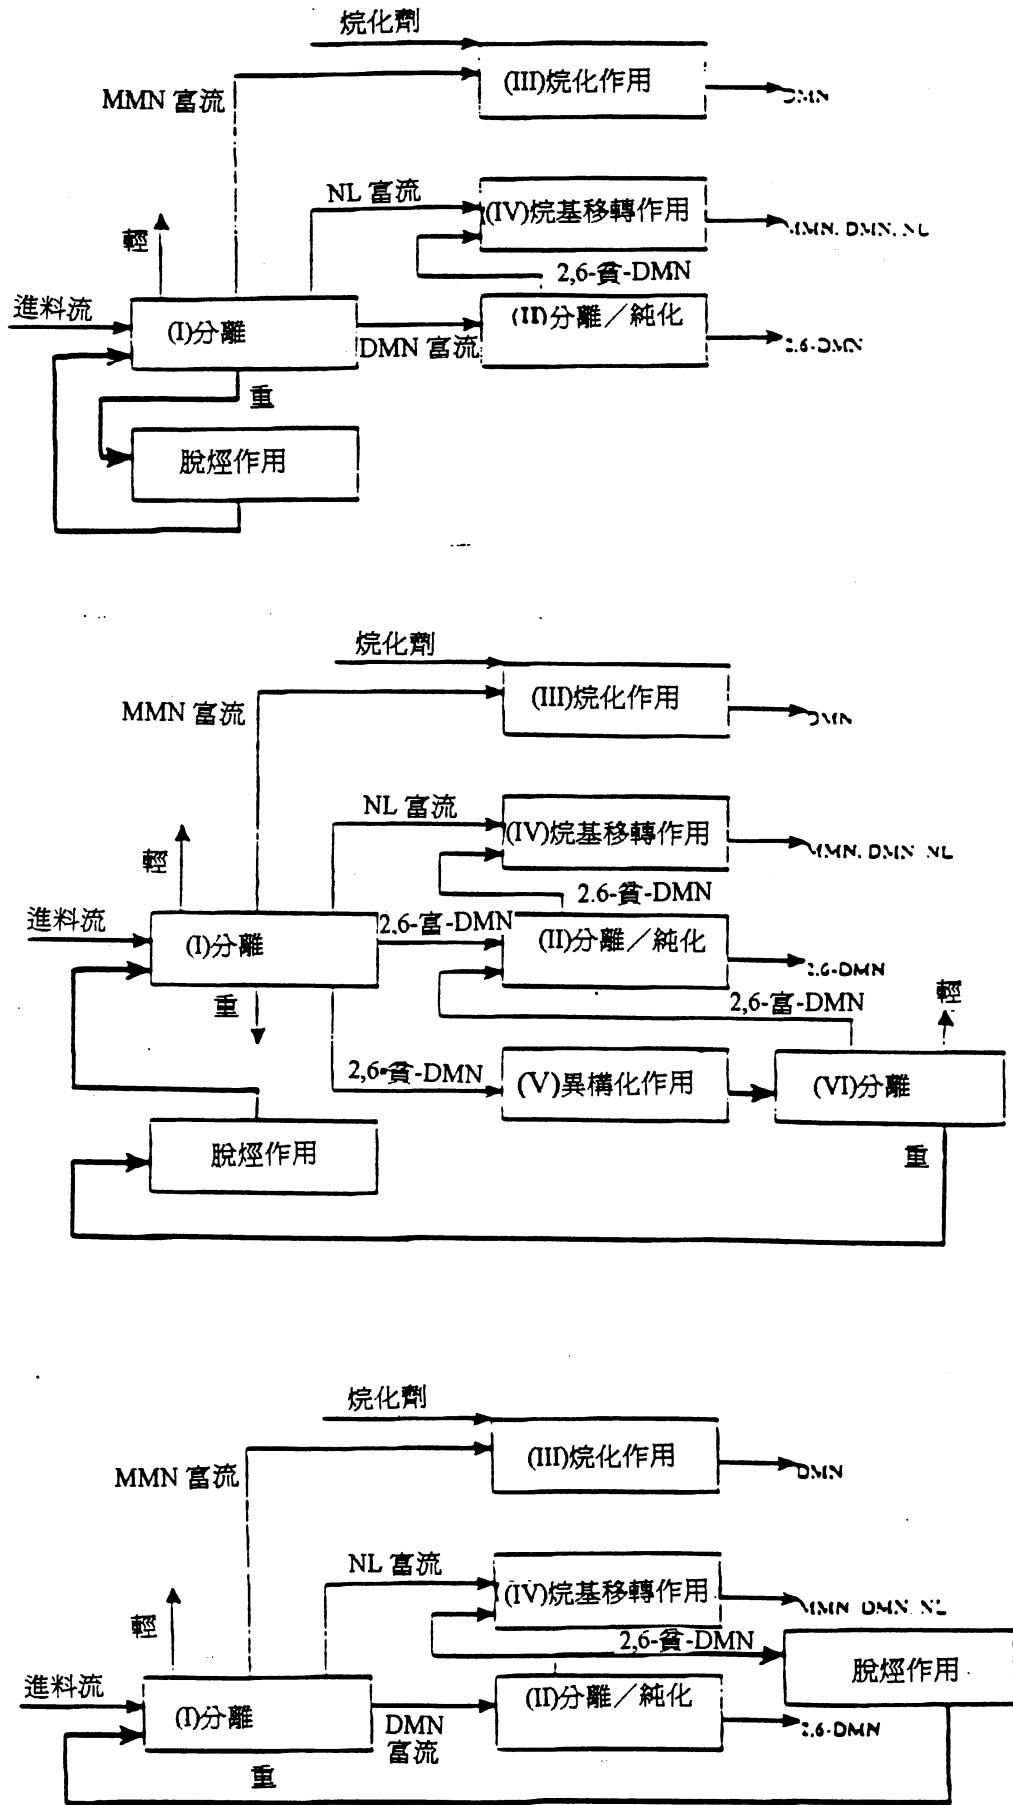 烷化劑
(III)烷化作用
MMN 富流
DMN
NL 富流
(IV)烷基移轉作用
MMN, DMN, NL
輕
2,6-貧-DMN
進料流
(I)分離
(II)分離／純化
DMN 富流
2,6-DMN
重
脫烴作用
烷化劑
(III)烷化作用
MMN 富流
DMN
NL 富流
(IV)烷基移轉作用
MMN, DMN, NL
輕
2.6-貧-DMN
進料流
2,6-富-DMN
(I)分離
(II)分離／純化
2.6-DMN
重
2,6-富-DMN
輕
2,6-貧-DMN
(V)異構化作用
(VI)分離
脫烴作用
重
烷化劑
(III)烷化作用
MMN 富流
DMN
NL 富流
(IV)烷基移轉作用
MMN, DMN, NL
輕
2,6-貧-DMN
脫烴作用
進料流
(I)分離
(II)分離／純化
DMN
富流
2,6-DMN
重